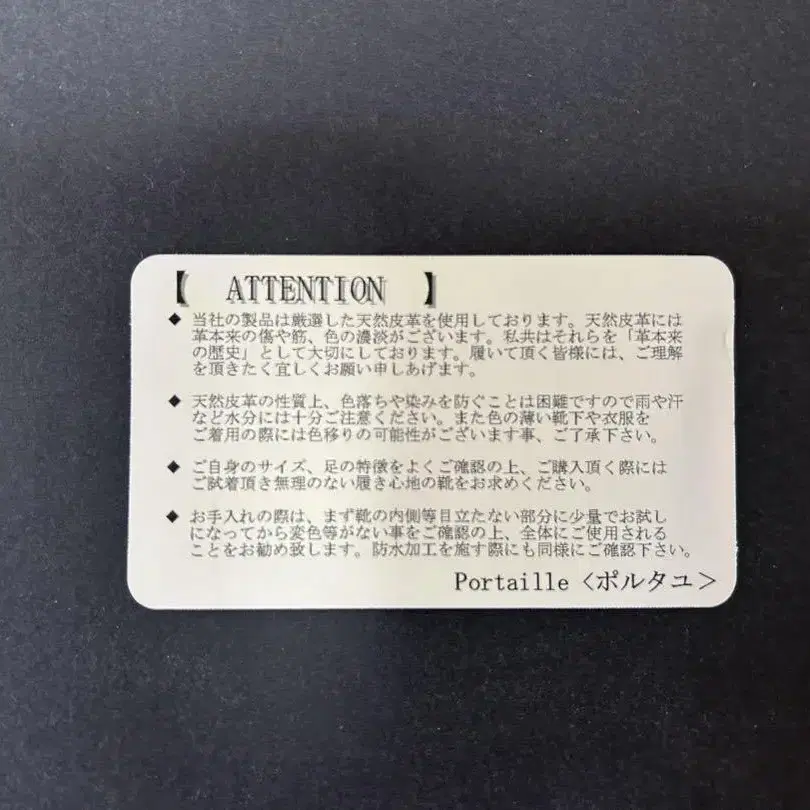 【 ATTENTION 】
◆ 当社の製品は厳選した天然皮革を使用しております。天然皮革には
革本来の傷や筋、色の濃淡がございます。私共はそれらを「革本来
の歴史」として大切にしております。履いて頂く皆様には、ご理解
を頂きたく宜しくお願い申しあげます。
◆ 天然皮革の性質上、色落ちや染みを防ぐことは困難ですので雨や汗
など水分には十分ご注意ください。また色の薄い靴下や衣服を
ご着用の際には色移りの可能性がございます事、ご了承下さい。
◆ ご自身のサイズ、足の特徴をよくご確認の上、ご購入頂く際には
ご試着頂き無理のない履き心地の靴をお求めください。
◆ お手入れの際は、まず靴の内側等目立たない部分に少量でお試し
になってから変色等がない事をご確認の上、全体にご使用される
ことをお勧め致します。防水加工を施す際にも同様にご確認下さい。
Portaille＜ポルタユ＞